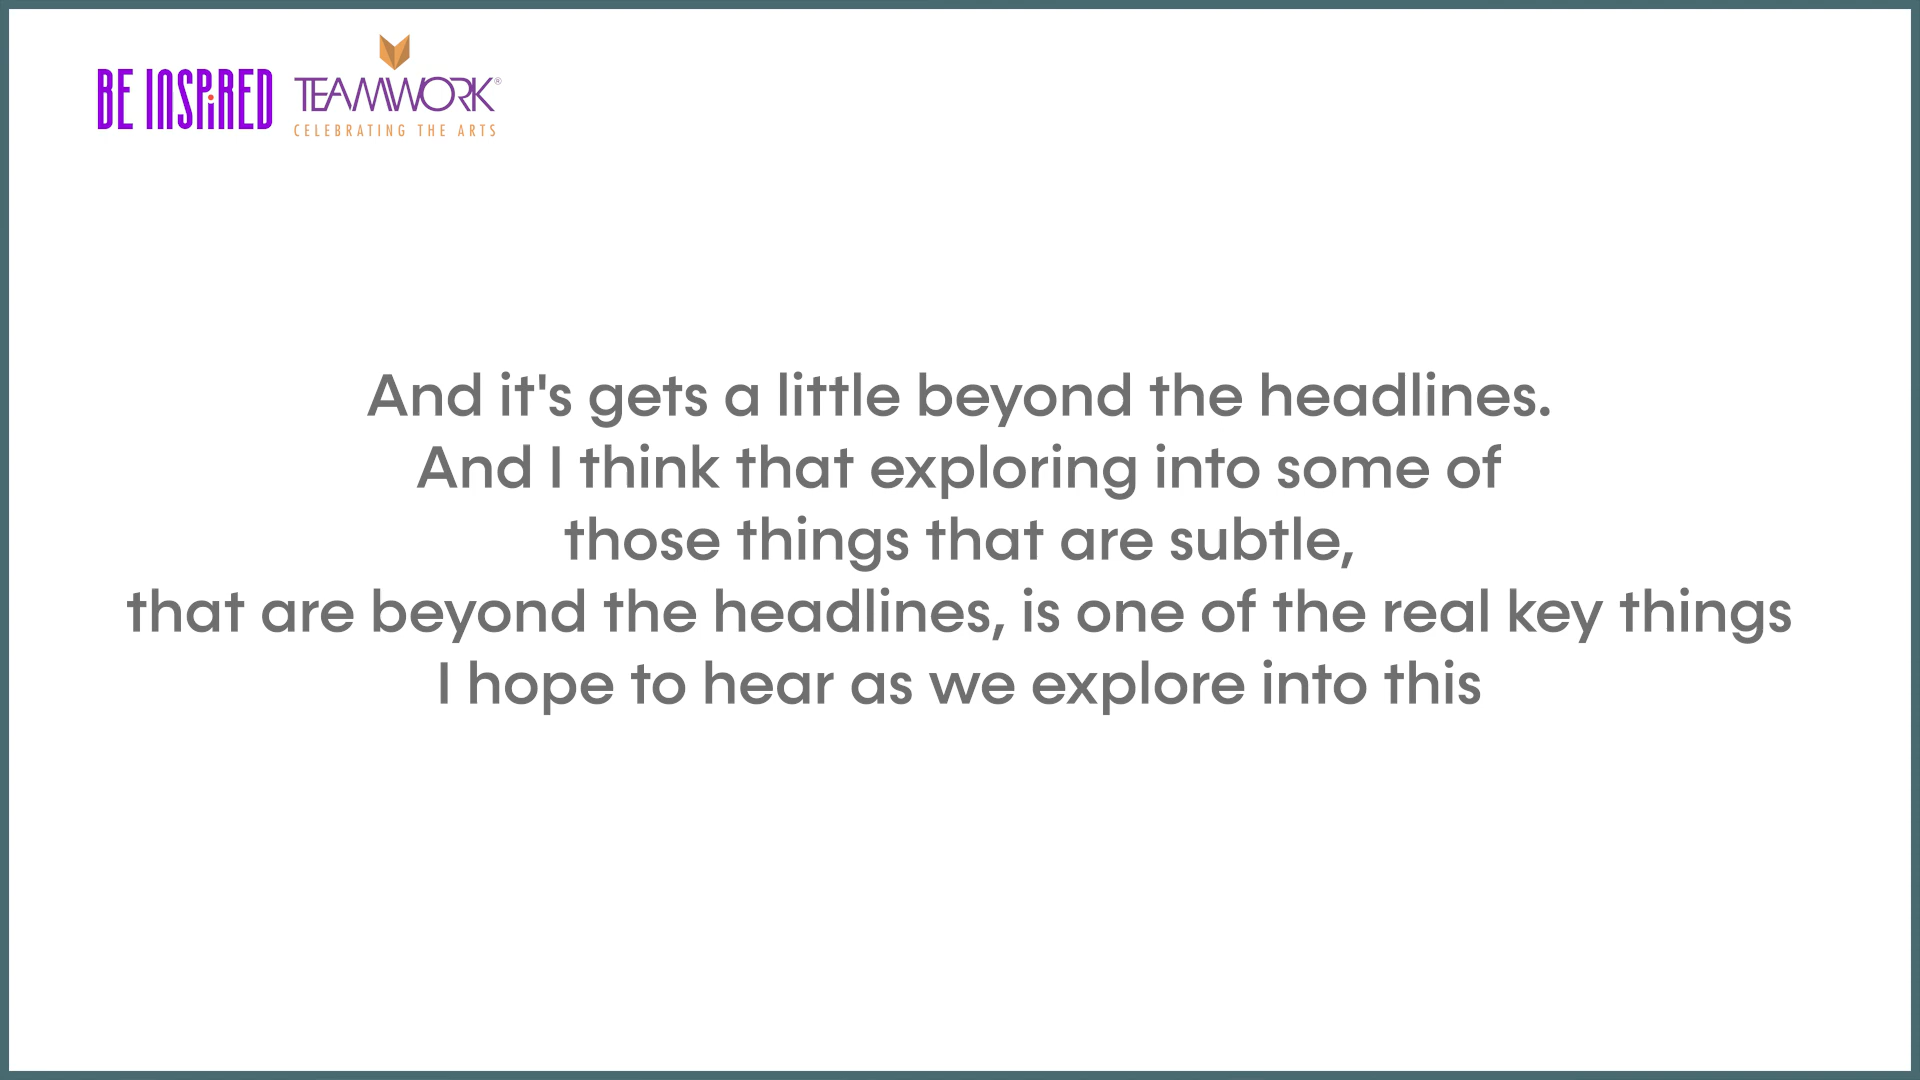 BE INSPiRED
TEAMWORK®
CELEBRATING THE ARTS
And it's gets a little beyond the headlines.
And I think that exploring into some of
those things that are subtle,
that are beyond the headlines, is one of the real key things
I hope to hear as we explore into this